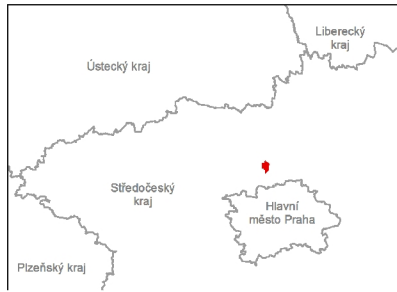 Liberecký
kraj
Ústecký kraj
Středočeský
kraj
Hlavní
město Praha
Plzeňský kraj